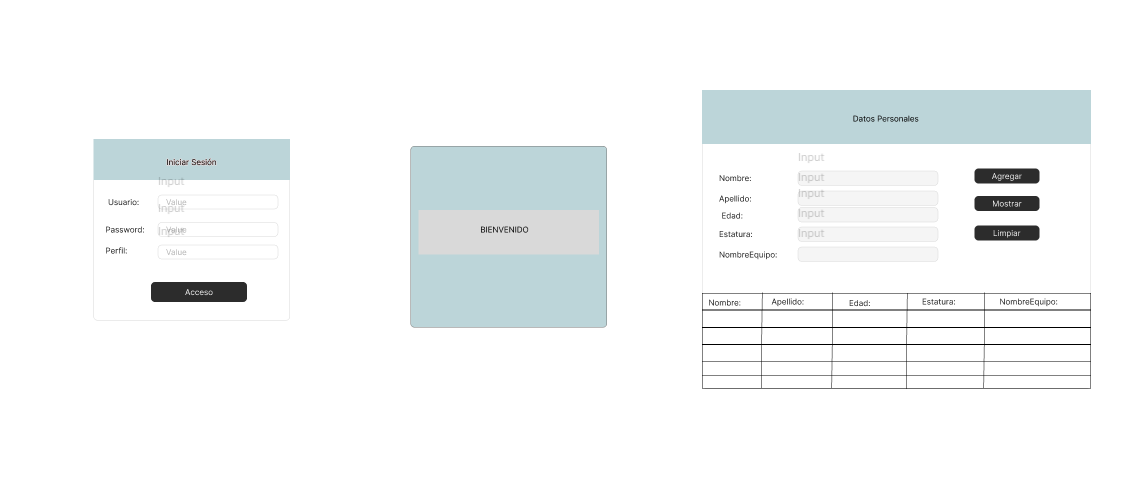 Iniciar Sesión
Input
Usuario: Value
Input
Password: Value
Input
Perfil: Value
Acceso
BIENVENIDO
Datos Personales
Input
Nombre: Input Agregar
Apellido: Input Mostrar
Edad: Input
Estatura: Input Limpiar
NombreEquipo:
Nombre: Apellido: Edad: Estatura: NombreEquipo: